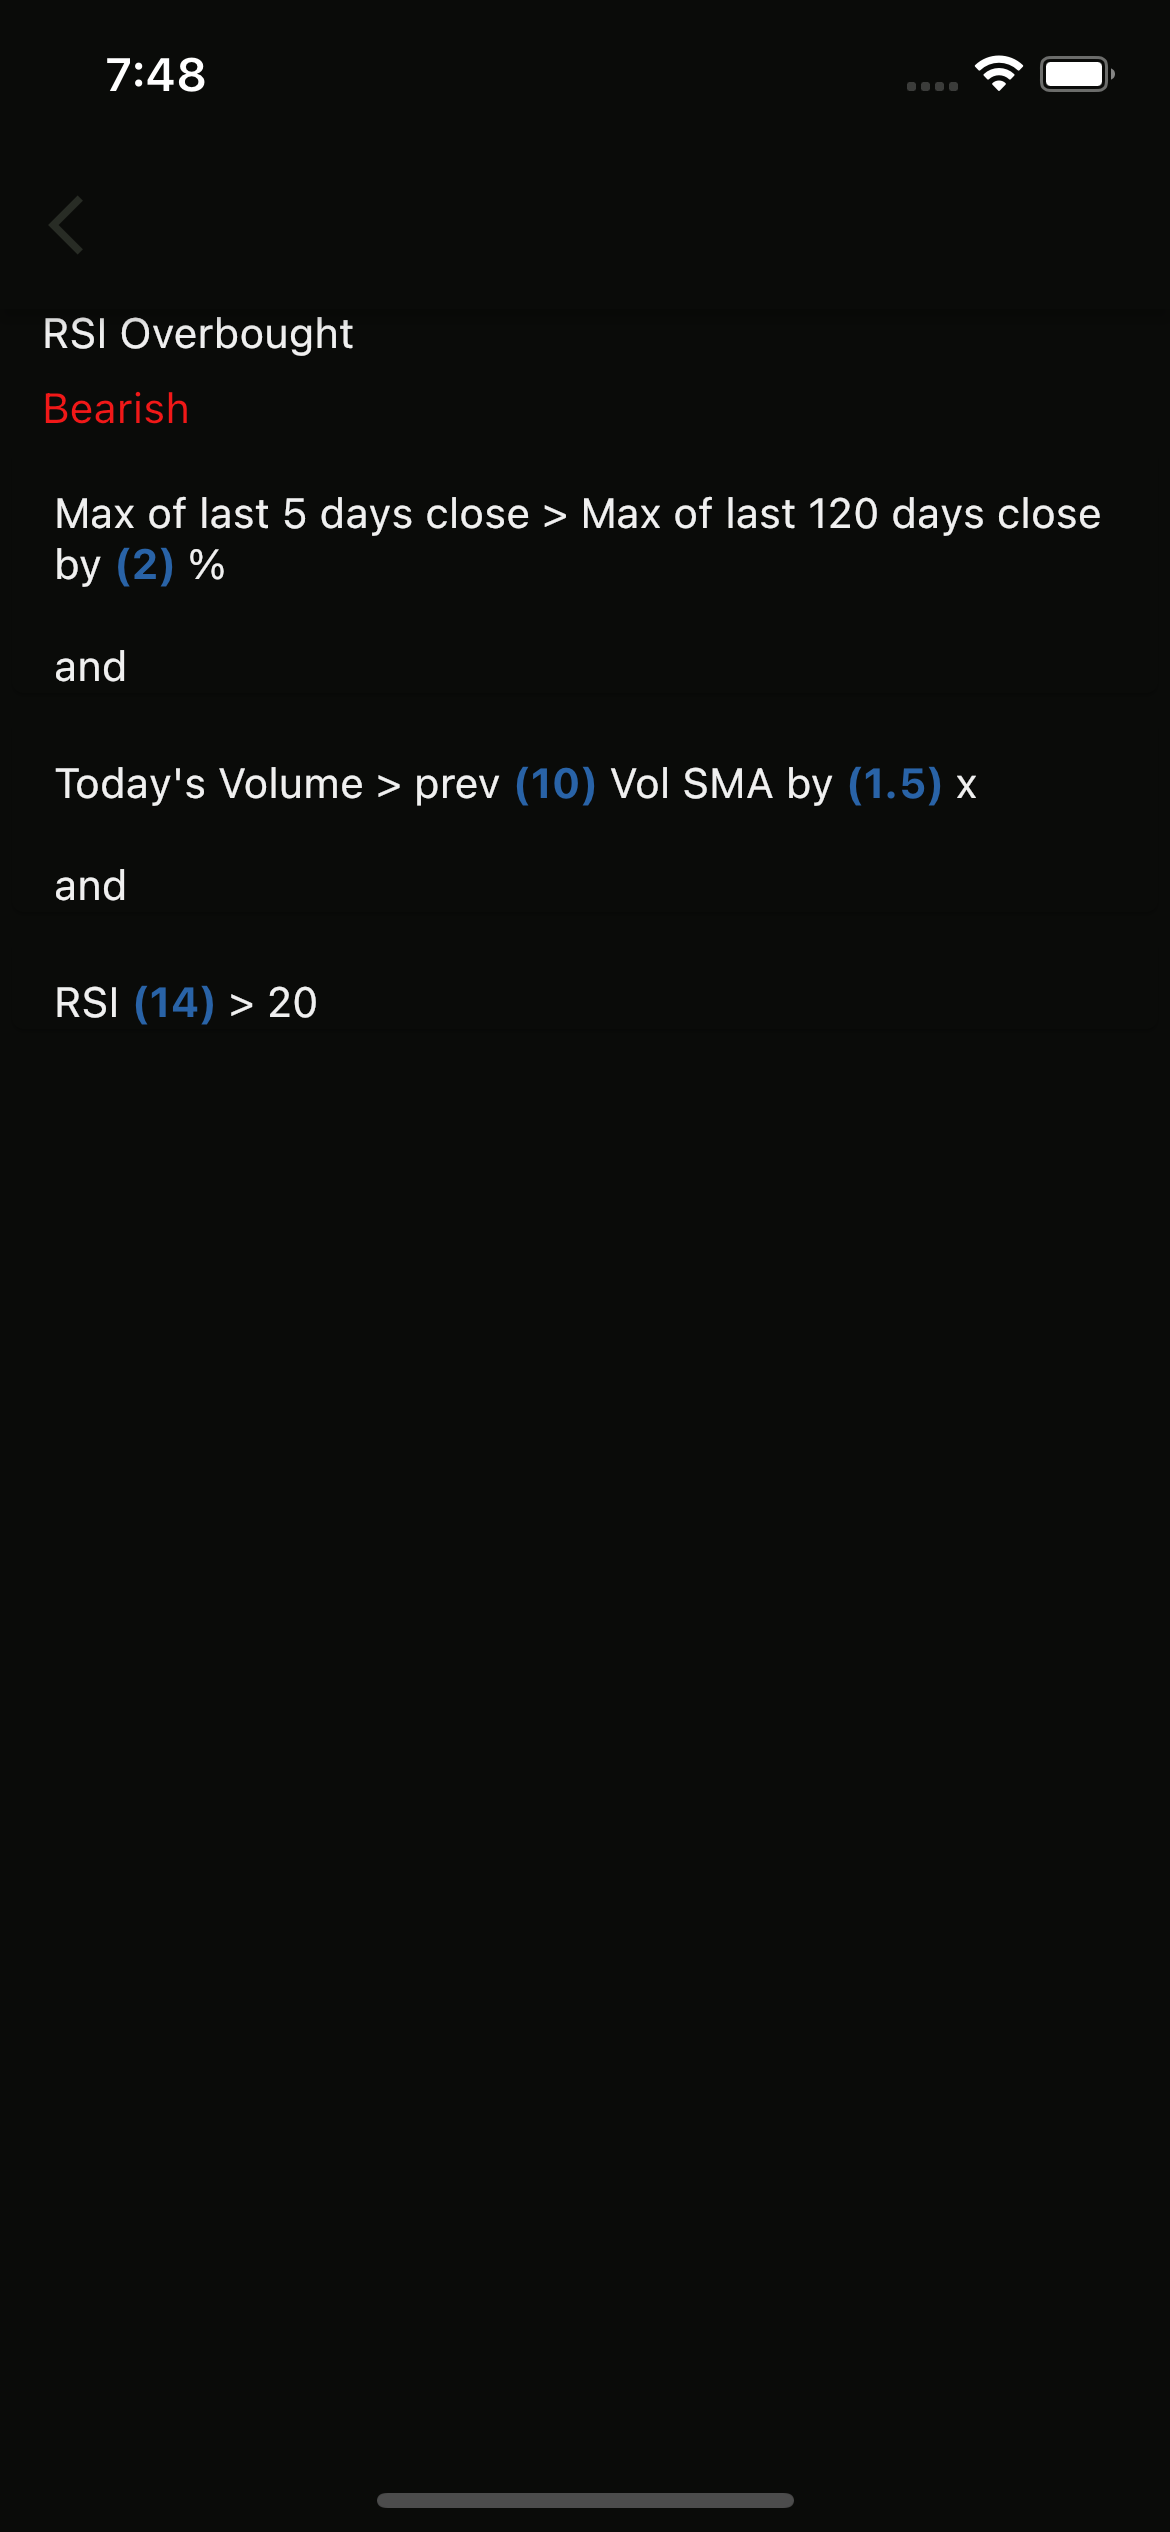 7:48
RSI Overbought
Bearish
Max of last 5 days close > Max of last 120 days close
by (2) %
and
Today's Volume > prev (10) Vol SMA by (1.5) x
and
RSI (14) > 20